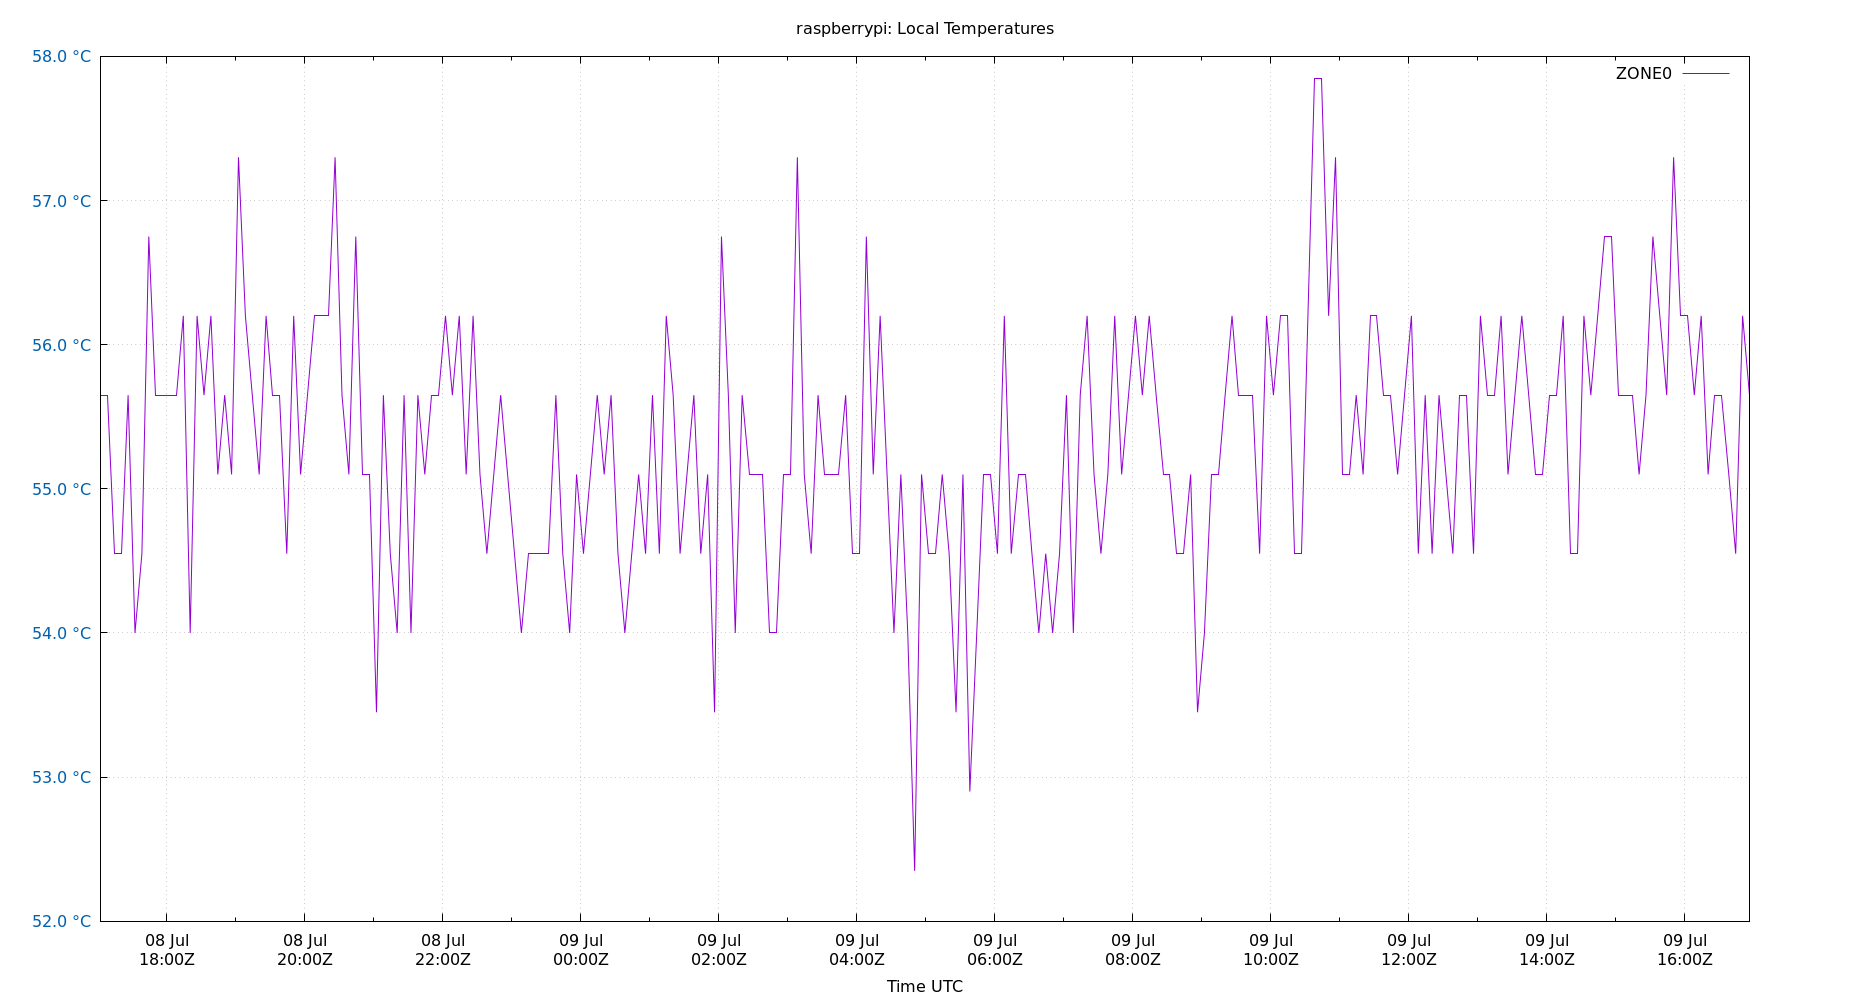 raspberrypi: Local Temperatures
58.0 °C
ZONE0
57.0 °C
56.0 °C
55.0 °C
54.0 °C
53.0 °C
52.0 °C
08 Jul 08 Jul 08 Jul 09 Jul 09 Jul 09 Jul 09 Jul 09 Jul 09 Jul 09 Jul 09 Jul 09 Jul
18:00Z 20:00Z 22:00Z 00:00Z 02:00Z 04:00Z 06:00Z 08:00Z 10:00Z 12:00Z 14:00Z 16:00Z
Time UTC